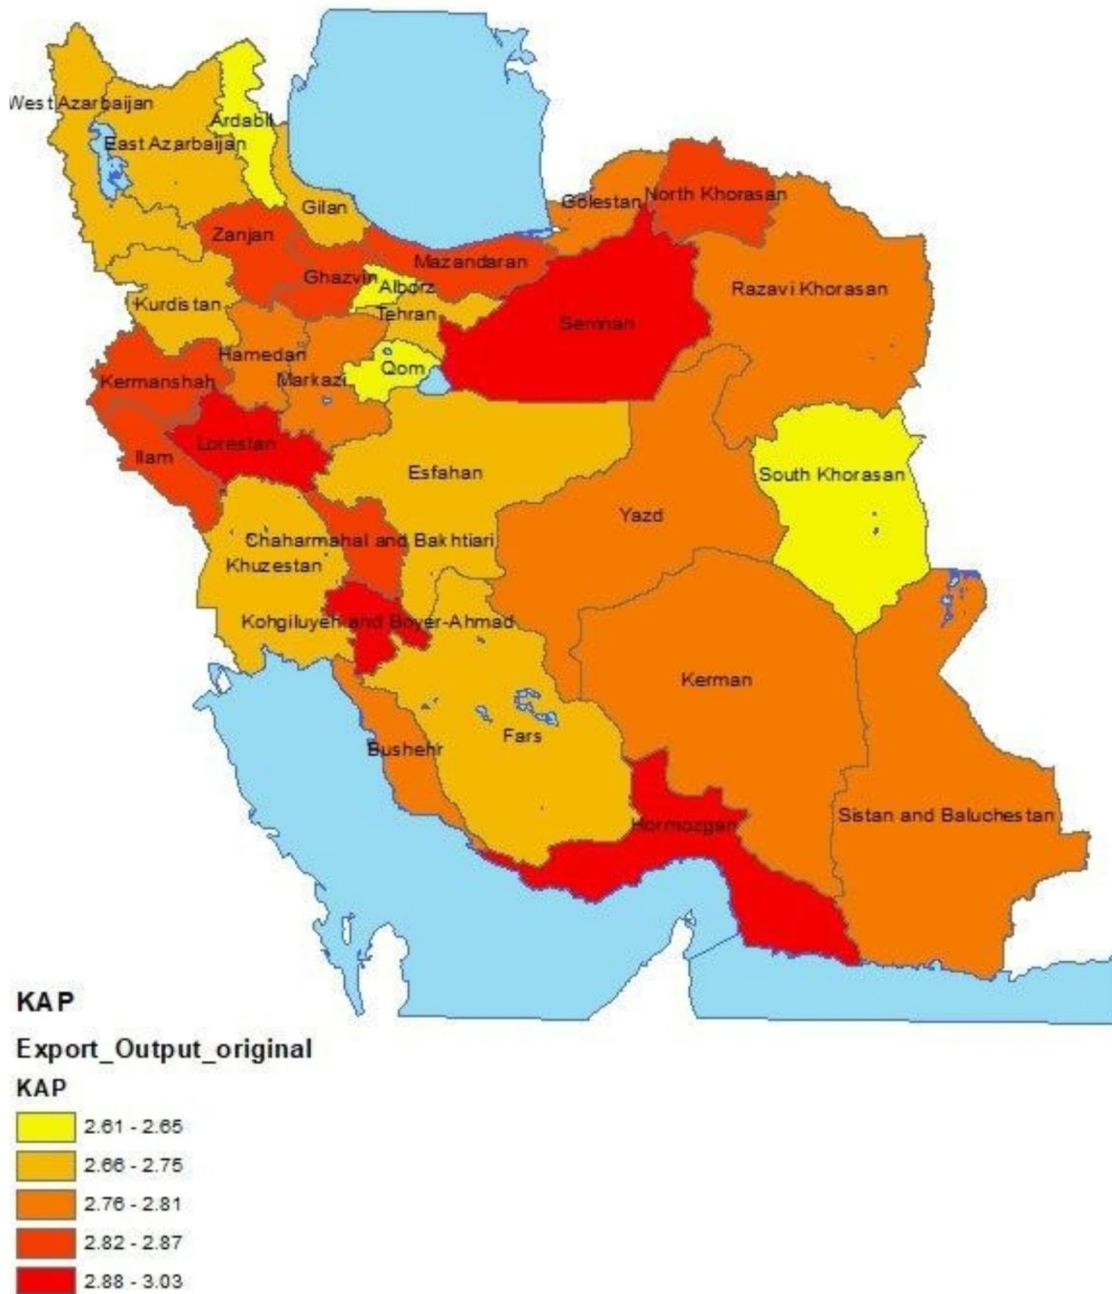 West Azarbaijan
Ardabil
East Azarbaijan
Gilan
Golestan
North Khorasan
Zanjan
Mazandaran
Ghazvin
Alborz
Razavi Khorasan
Kurdistan
Tehran
Semnan
Hamedan
Qom
Kermanshah
Markazi
Lorestan
Ilam
Esfahan
South Khorasan
Yazd
Chaharmahal and Bakhtiari
Khuzestan
Kohgiluyeh and Boyer-Ahmad
Kerman
Fars
Bushehr
Hormozgan
Sistan and Baluchestan
KAP
Export_Output_original
KAP
2.61 - 2.65
2.66 - 2.75
2.76 - 2.81
2.82 - 2.87
2.88 - 3.03